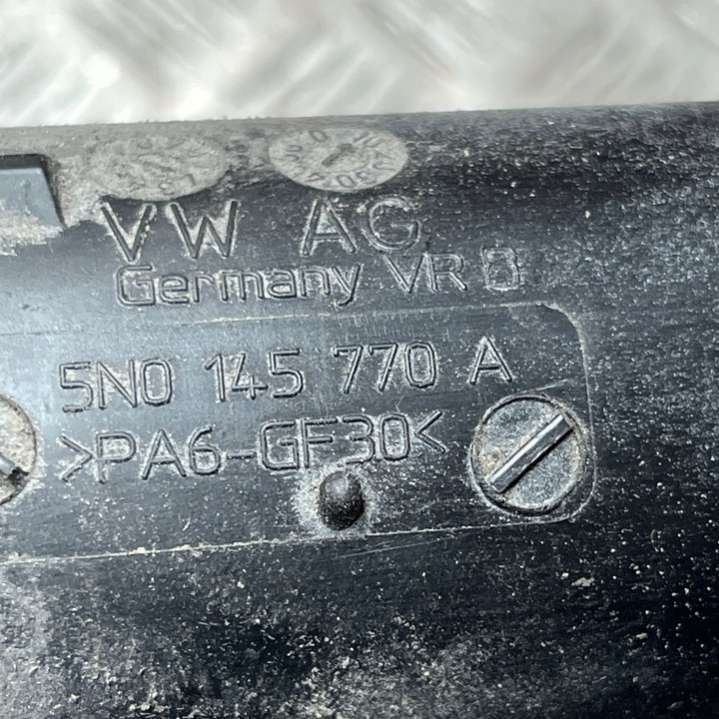 VW AG
Germany VR 8
5N0 145 770 A
>PA6-GF30<